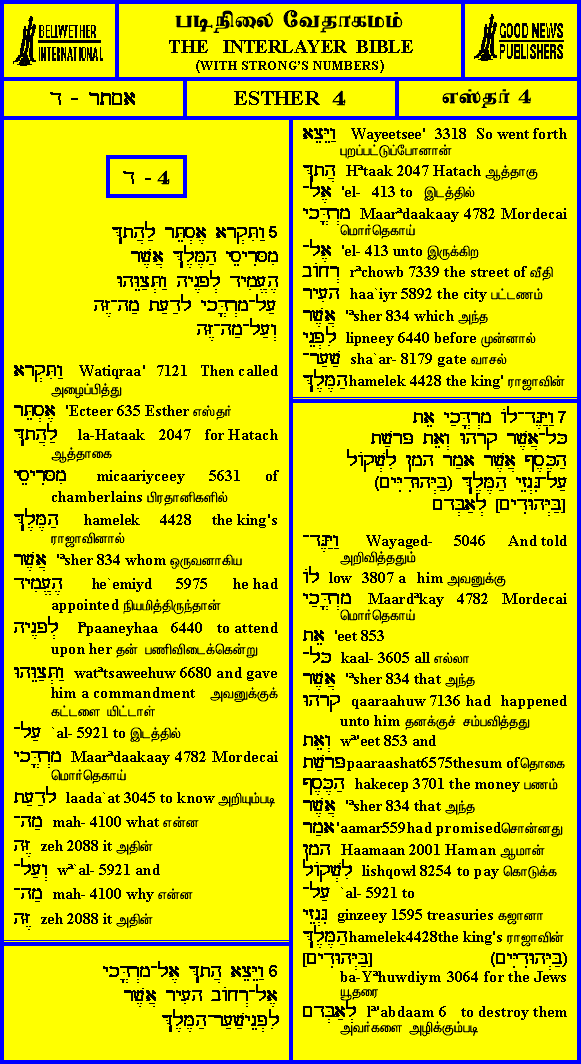 BELLWETHER
INTERNATIONAL
படிநிலை வேதாகமம்
THE INTERLAYER BIBLE
(WITH STRONG'S NUMBERS)
GOOD NEWS
PUBLISHERS
אסתר - ד
ESTHER 4
எஸ்தர் 4
ד - 4
5 וַתִּקְרָא אֶסְתֵּר לַהֲתָךְ
מִסָּרִיסֵי הַמֶּלֶךְ אֲשֶׁר
הֶעֱמִיד לְפָנֶיהָ וַתְּצַוֵּהוּ
עַל־מָרְדֳּכָי לָדַעַת מַה־זֶּה
וְעַל־מַה־זֶּה
וַתִּקְרָא Watiqraa' 7121 Then called
அழைப்பித்து
אֶסְתֵּר 'Ecteer 635 Esther எஸ்தர்
לַהֲתָךְ la-Hataak 2047 for Hatach
ஆத்தாகை
מִסָּרִיסֵי micaariyceey 5631 of
chamberlains பிரதானிகளில்
הַמֶּלֶךְ hamelek 4428 the king's
ராஜாவினால்
אֲשֶׁר 'ªsher 834 whom ஒருவனாகிய
הֶעֱמִיד he`emiyd 5975 he had
appointed நியமித்திருந்தான்
לְפָנֶיהָ lªpaaneyhaa 6440 to attend
upon her தன் பணிவிடைக்கென்று
וַתְּצַוֵּהוּ watªtsaweehuw 6680 and gave
him a commandment அவனுக்குக்
கட்டளை யிட்டாள்
עַל־ `al- 5921 to இடத்தில்
מָרְדֳּכָי Maarªdaakaay 4782 Mordecai
மொர்தெகாய்
לָדַעַת laada`at 3045 to know அறியும்படி
מַה־ mah- 4100 what என்ன
זֶּה zeh 2088 it அதின்
וְעַל־ wª`al- 5921 and
מַה־ mah- 4100 why என்ன
זֶּה zeh 2088 it அதின்
6 וַיֵּצֵא הֲתָךְ אֶל־מָרְדֳּכָי
אֶל־רְחוֹב הָעִיר אֲשֶׁר
לִפְנֵי שַׁעַר־הַמֶּלֶךְ
וַיֵּצֵא Wayeetsee' 3318 So went forth
புறப்பட்டுப்போனான்
הֲתָךְ Hªtaak 2047 Hatach ஆத்தாகு
אֶל־ 'el- 413 to இடத்தில்
מָרְדֳּכָי Maarªdaakaay 4782 Mordecai
மொர்தெகாய்
אֶל־ 'el- 413 unto இருக்கிற
רְחוֹב rªchowb 7339 the street of வீதி
הָעִיר haa`iyr 5892 the city பட்டணம்
אֲשֶׁר 'ªsher 834 which அந்த
לִפְנֵי lipneey 6440 before முன்னால்
שַׁעַר־ sha`ar- 8179 gate வாசல்
הַמֶּלֶךְ hamelek 4428 the king' ராஜாவின்
7 וַיַּגֶּד־לוֹ מָרְדֳּכַי אֵת
כָּל־אֲשֶׁר קָרָהוּ וְאֵת פָּרָשַׁת
הַכֶּסֶף אֲשֶׁר אָמַר הָמָן לִשְׁקוֹל
עַל־גִּנְזֵי הַמֶּלֶךְ (בַּיְּהוּדִיִּים)
[בַּיְּהוּדִים] לְאַבְּדָם
וַיַּגֶּד־ Wayaged- 5046 And told
அறிவித்ததும்
לוֹ low 3807 a him அவனுக்கு
מָרְדֳּכַי Maardªkay 4782 Mordecai
மொர்தெகாய்
אֵת 'eet 853
כָּל־ kaal- 3605 all எல்லா
אֲשֶׁר 'ªsher 834 that அந்த
קָרָהוּ qaaraahuw 7136 had happened
unto him தனக்குச் சம்பவித்தது
וְאֵת wª'eet 853 and
פָּרָשַׁת paaraashat6575thesum ofதொகை
הַכֶּסֶף hakecep 3701 the money பணம்
אֲשֶׁר 'ªsher 834 that அந்த
אָמַר 'aamar559had promisedசொன்னது
הָמָן Haamaan 2001 Haman ஆமான்
לִשְׁקוֹל lishqowl 8254 to pay கொடுக்க
עַל־ `al- 5921 to
גִּנְזֵי ginzeey 1595 treasuries கஜானா
הַמֶּלֶךְ hamelek4428the king's ராஜாவின்
[בַּיְּהוּדִים] (בַּיְּהוּדִיִּים)
ba-Yªhuwdiym 3064 for the Jews
யூதரை
לְאַבְּדָם lª'abdaam 6 to destroy them
அவர்களை அழிக்கும்படி